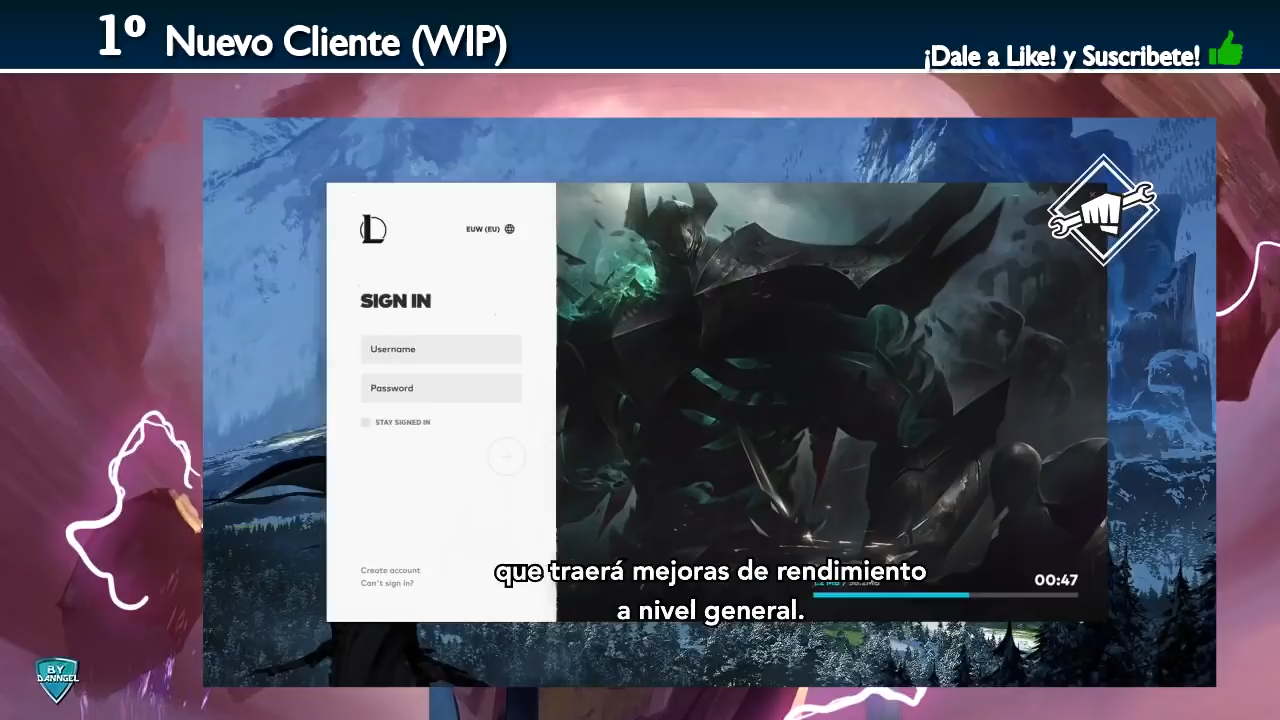 1º Nuevo Cliente (WIP)
¡Dale a Like! y Suscribete!
EUW (EU)
SIGN IN
Username
Password
STAY SIGNED IN
Create account
Can't sign in?
que traerá mejoras de rendimiento
a nivel general.
00:47
BY
DANNGEL